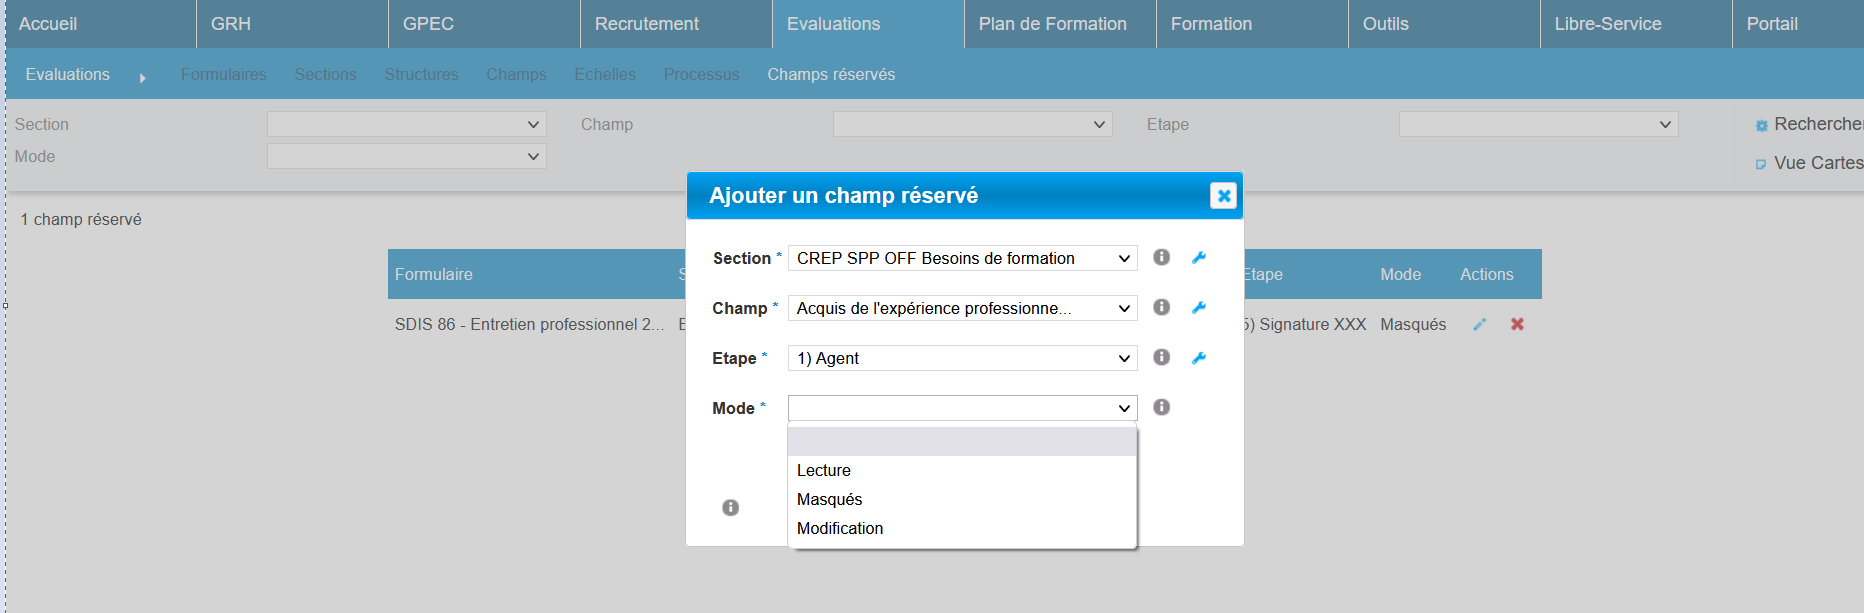 Accueil GRH GPEC Recrutement Evaluations Plan de Formation Formation Outils Libre-Service Portail
Evaluations Formulaires Sections Structures Champs Echelles Processus Champs réservés
Section Champ Etape Rechercher
Mode Vue Cartes
Ajouter un champ réservé
1 champ réservé
Section * CREP SPP OFF Besoins de formation
Formulaire Etape Mode Actions
Champ * Acquis de l'expérience professionne...
SDIS 86 - Entretien professionnel 2... 5) Signature XXX Masqués
Etape * 1) Agent
Mode *
Lecture
Masqués
Modification